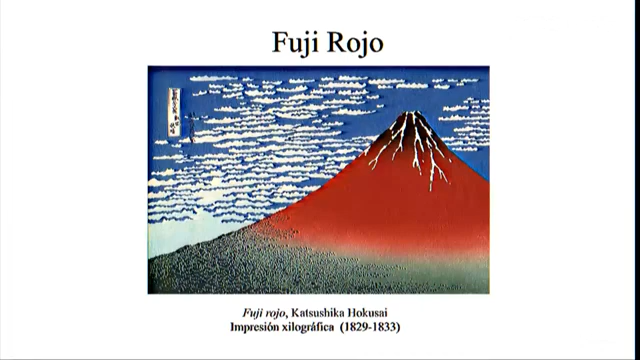 Fuji Rojo
Fuji rojo, Katsushika Hokusai
Impresión xilográfica (1829-1833)